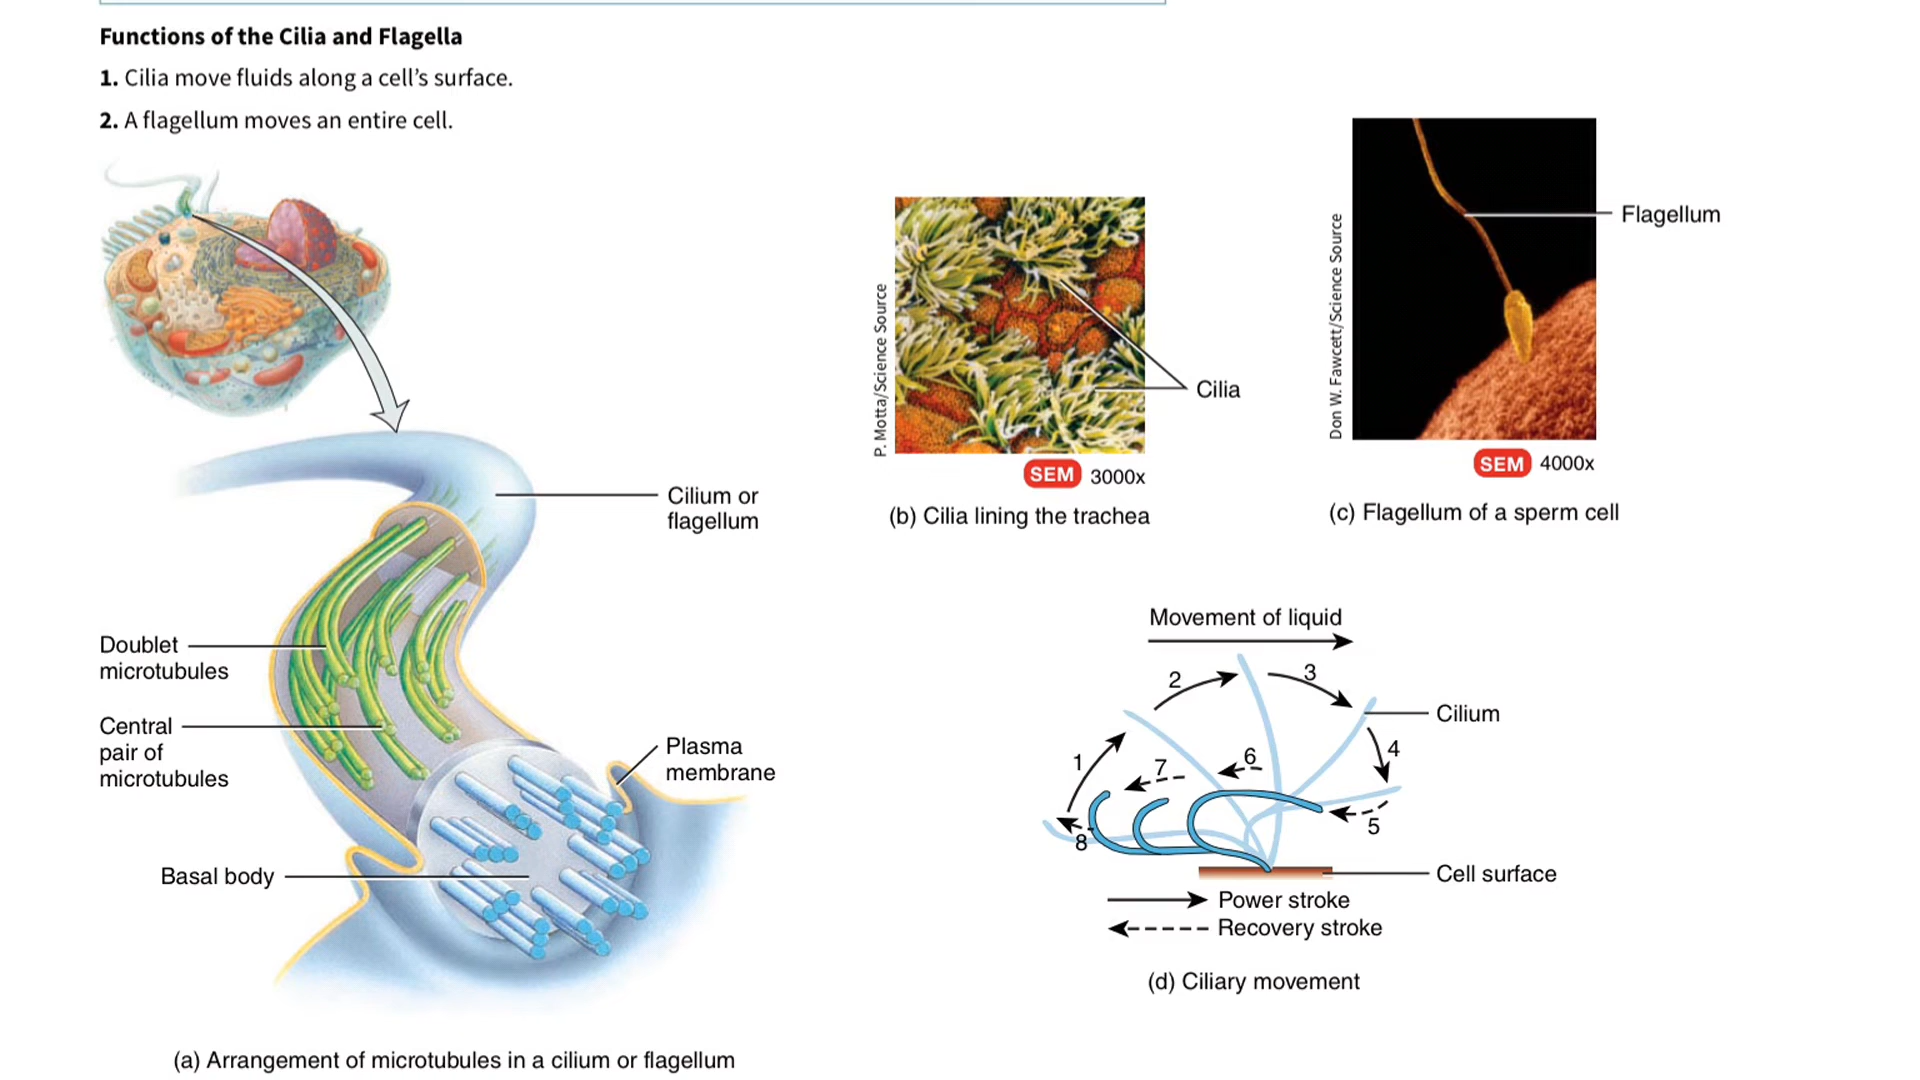 Functions of the Cilia and Flagella
1. Cilia move fluids along a cell's surface.
2. A flagellum moves an entire cell.
Cilium or
flagellum
Doublet
microtubules
Central
pair of
microtubules
Plasma
membrane
Basal body
(a) Arrangement of microtubules in a cilium or flagellum
P. Motta/Science Source
Cilia
SEM 3000x
(b) Cilia lining the trachea
Don W. Fawcett/Science Source
Flagellum
SEM 4000x
(c) Flagellum of a sperm cell
Movement of liquid
2
3
Cilium
1
7
6
4
5
8
Cell surface
Power stroke
Recovery stroke
(d) Ciliary movement